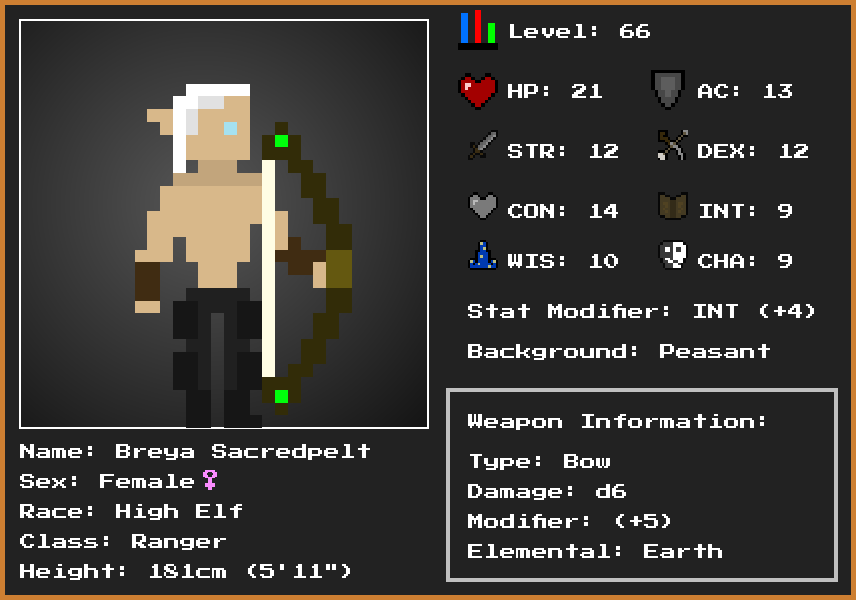 Level: 66
HP: 21
AC: 13
STR: 12
DEX: 12
CON: 14
INT: 9
WIS: 10
CHA: 9
Stat Modifier: INT (+4)
Background: Peasant
Weapon Information:
Type: Bow
Damage: d6
Modifier: (+5)
Elemental: Earth
Name: Breya Sacredpelt
Sex: Female♀
Race: High Elf
Class: Ranger
Height: 181cm (5'11")